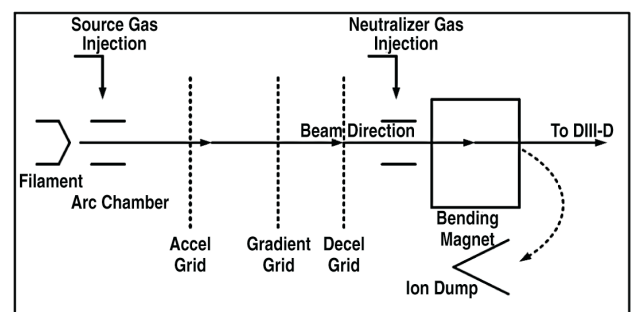 Source Gas
Injection
Neutralizer Gas
Injection
Beam Direction
To DIII-D
Filament
Arc Chamber
Accel
Grid
Gradient
Grid
Decel
Grid
Bending
Magnet
Ion Dump